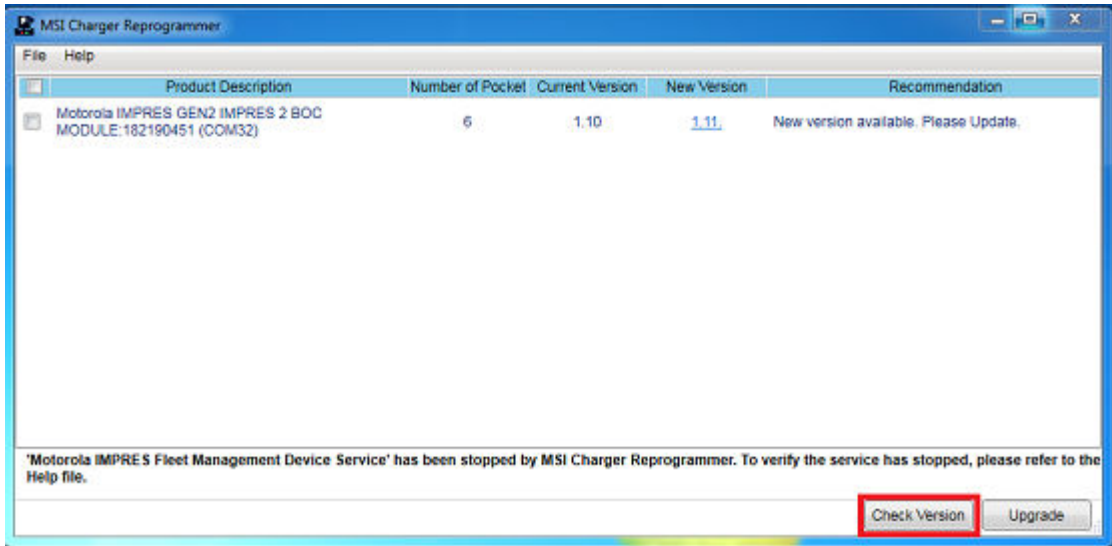 MSI Charger Reprogrammer
File Help
Product Description Number of Pocket Current Version New Version Recommendation
Motorola IMPRES GEN2 IMPRES 2 BOC
MODULE:182190451 (COM32) 6 1.10 1.11. New version available. Please Update.
'Motorola IMPRES Fleet Management Device Service' has been stopped by MSI Charger Reprogrammer. To verify the service has stopped, please refer to the
Help file.
Check Version Upgrade